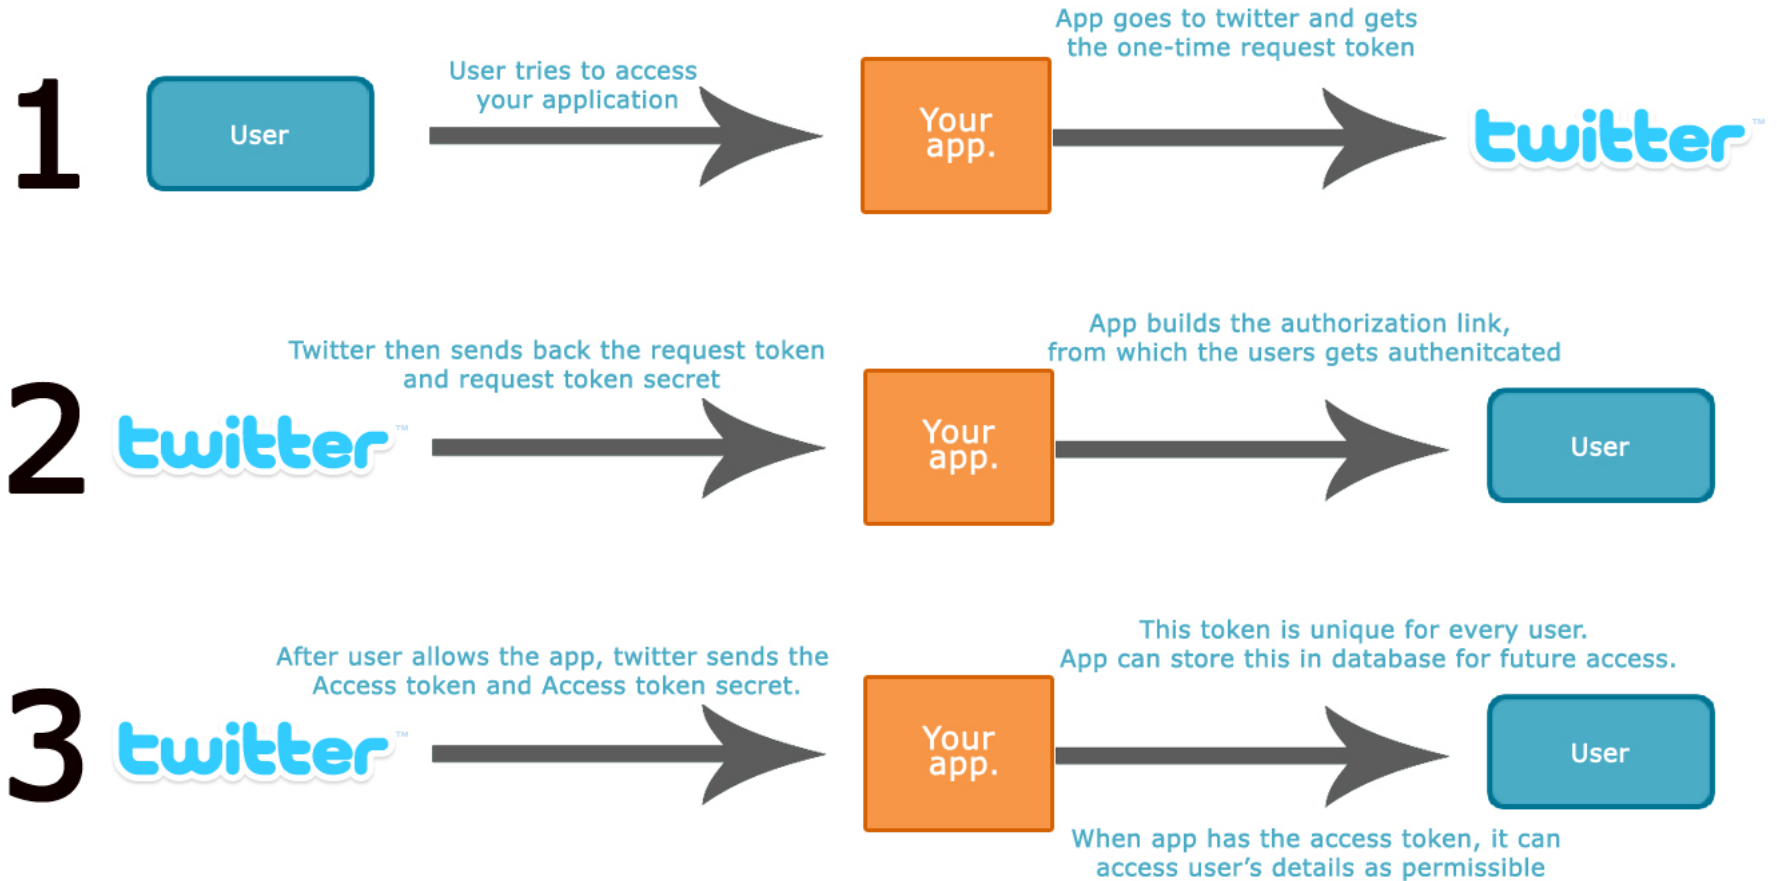 1
User
User tries to access
your application
Your
app.
App goes to twitter and gets
the one-time request token
twitter™
2
twitter™
Twitter then sends back the request token
and request token secret
Your
app.
App builds the authorization link,
from which the users gets authenitcated
User
3
twitter™
After user allows the app, twitter sends the
Access token and Access token secret.
Your
app.
This token is unique for every user.
App can store this in database for future access.
User
When app has the access token, it can
access user’s details as permissible